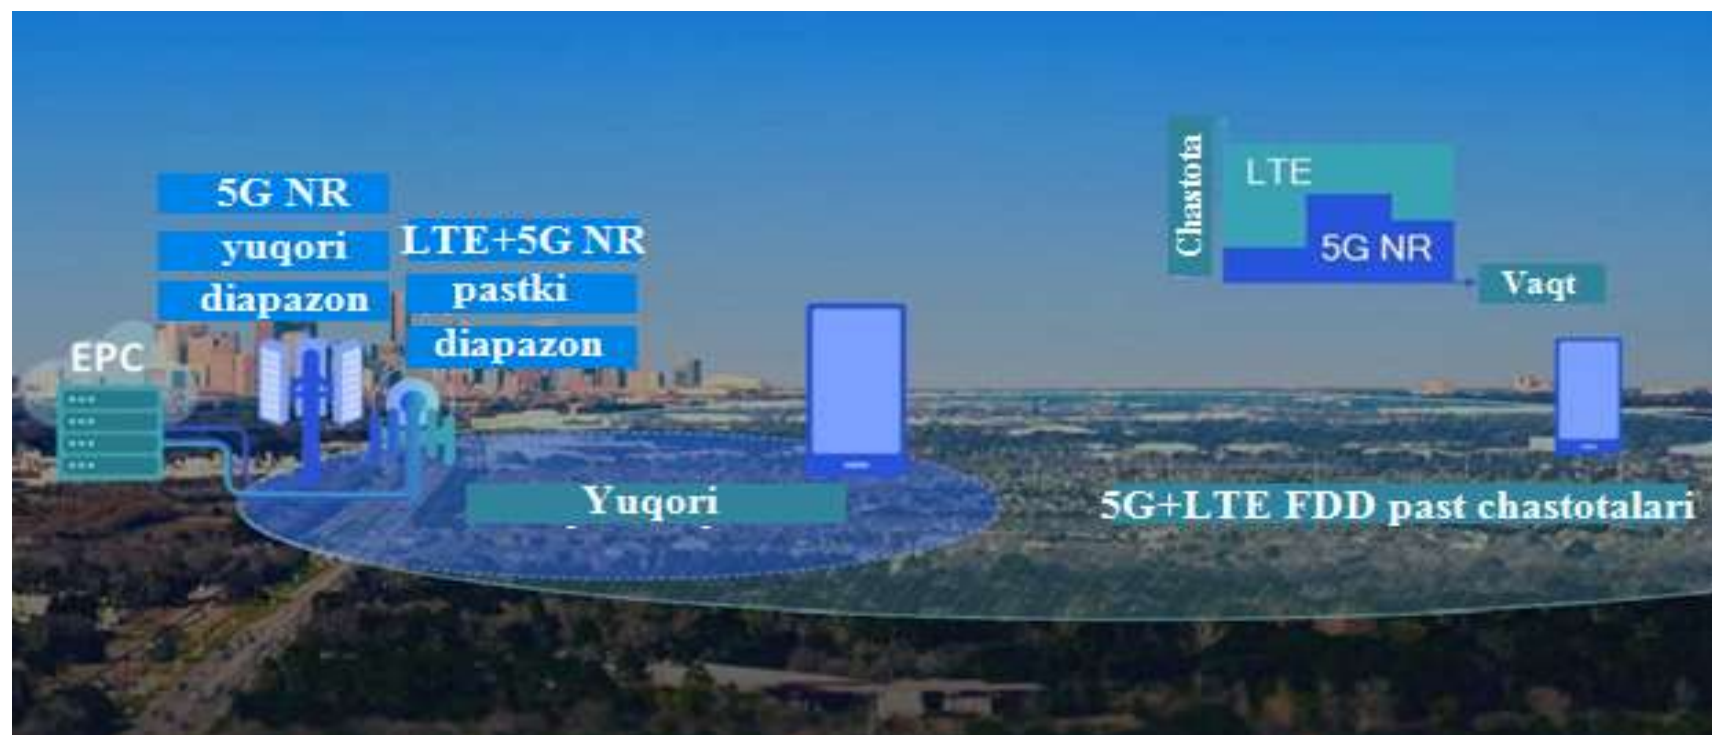 5G NR
yuqori
diapazon
LTE+5G NR
pastki
diapazon
EPC
Yuqori
Chastota
LTE
5G NR
Vaqt
5G+LTE FDD past chastotalari